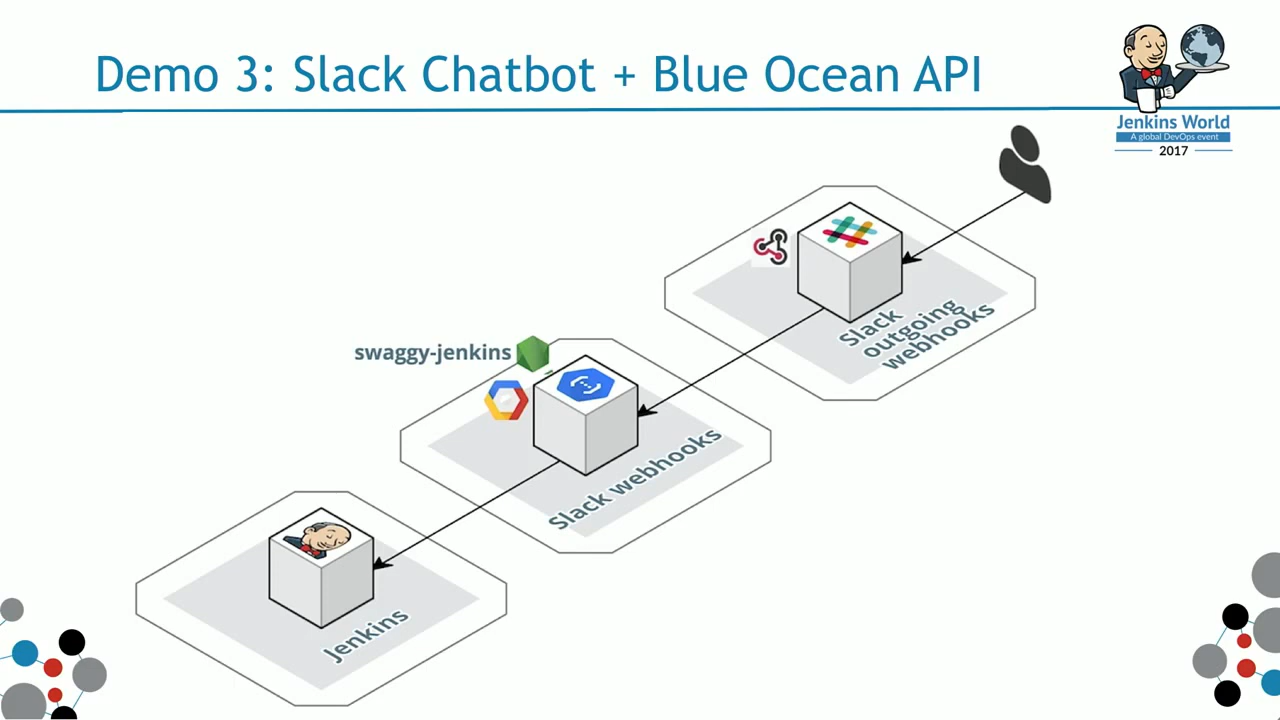 Demo 3: Slack Chatbot + Blue Ocean API
Jenkins World
A global DevOps event
2017
Slack
outgoing
webhooks
swaggy-jenkins
Slack webhooks
Jenkins